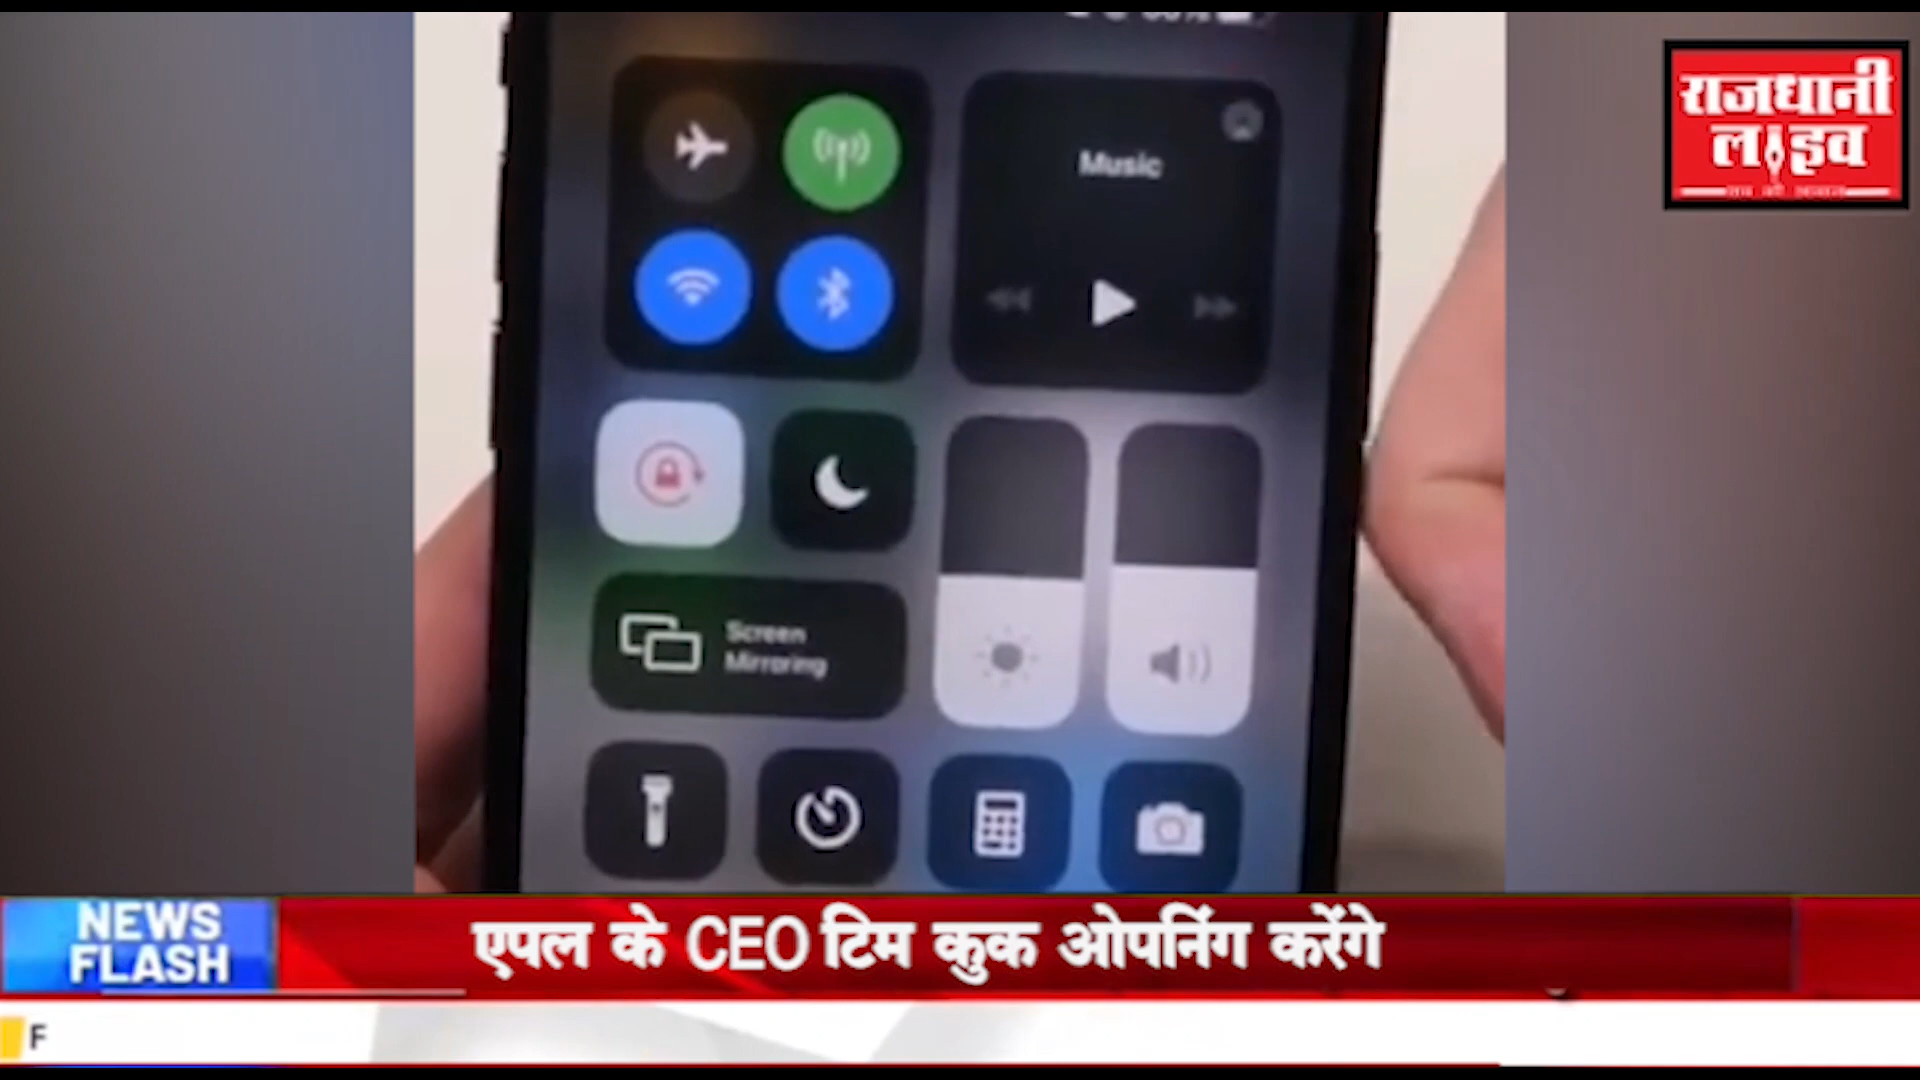 राजधानी
लाइव
Music
Screen
Mirroring
NEWS
FLASH
एपल के CEO टिम कुक ओपनिंग करेंगे
F